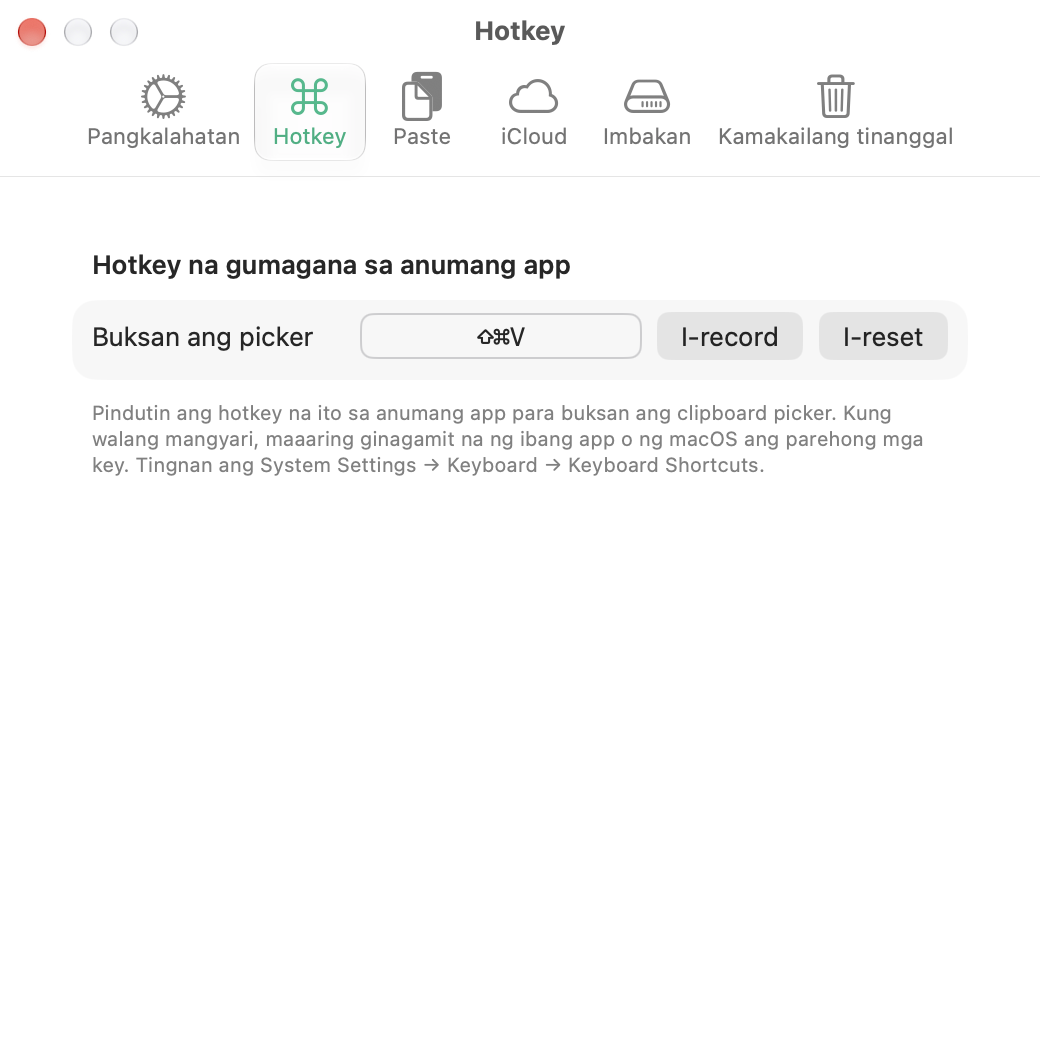 Hotkey
Pangkalahatan
Hotkey
Paste
iCloud
Imbakan
Kamakailang tinanggal
Hotkey na gumagana sa anumang app
Buksan ang picker
⇧⌘V
I-record
I-reset
Pindutin ang hotkey na ito sa anumang app para buksan ang clipboard picker. Kung
walang mangyari, maaaring ginagamit na ng ibang app o ng macOS ang parehong mga
key. Tingnan ang System Settings → Keyboard → Keyboard Shortcuts.